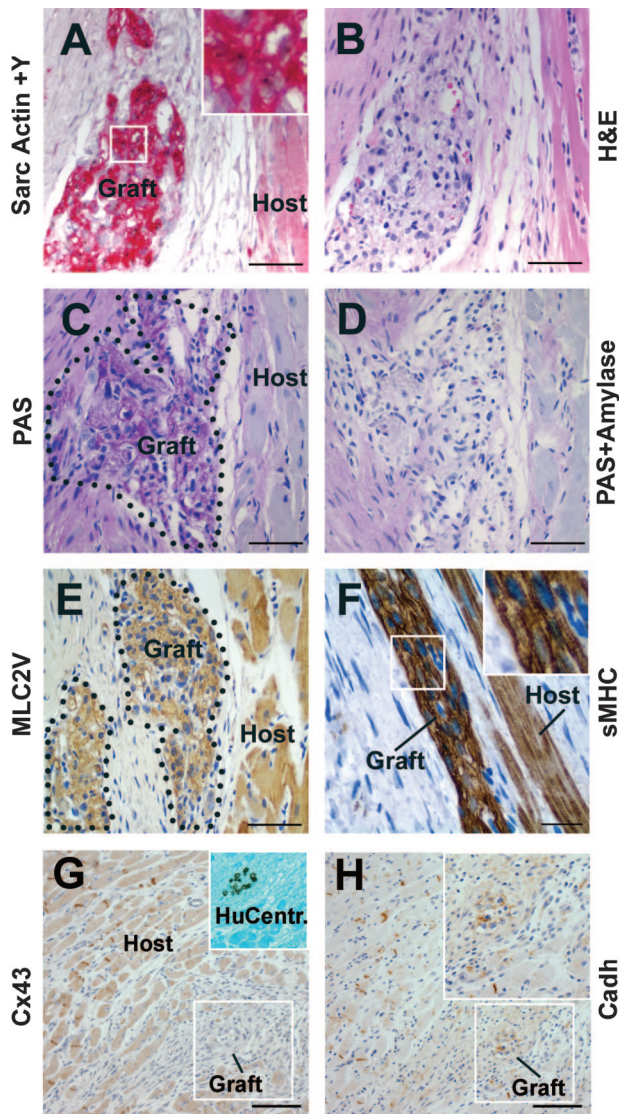 Sarc Actin +Y
A
Graft
Host
B
H&E
PAS
C
Graft
Host
D
PAS+Amylase
MLC2V
E
Graft
Host
F
Graft
Host
sMHC
Cx43
G
Host
HuCentr.
Graft
H
Graft
Cadh